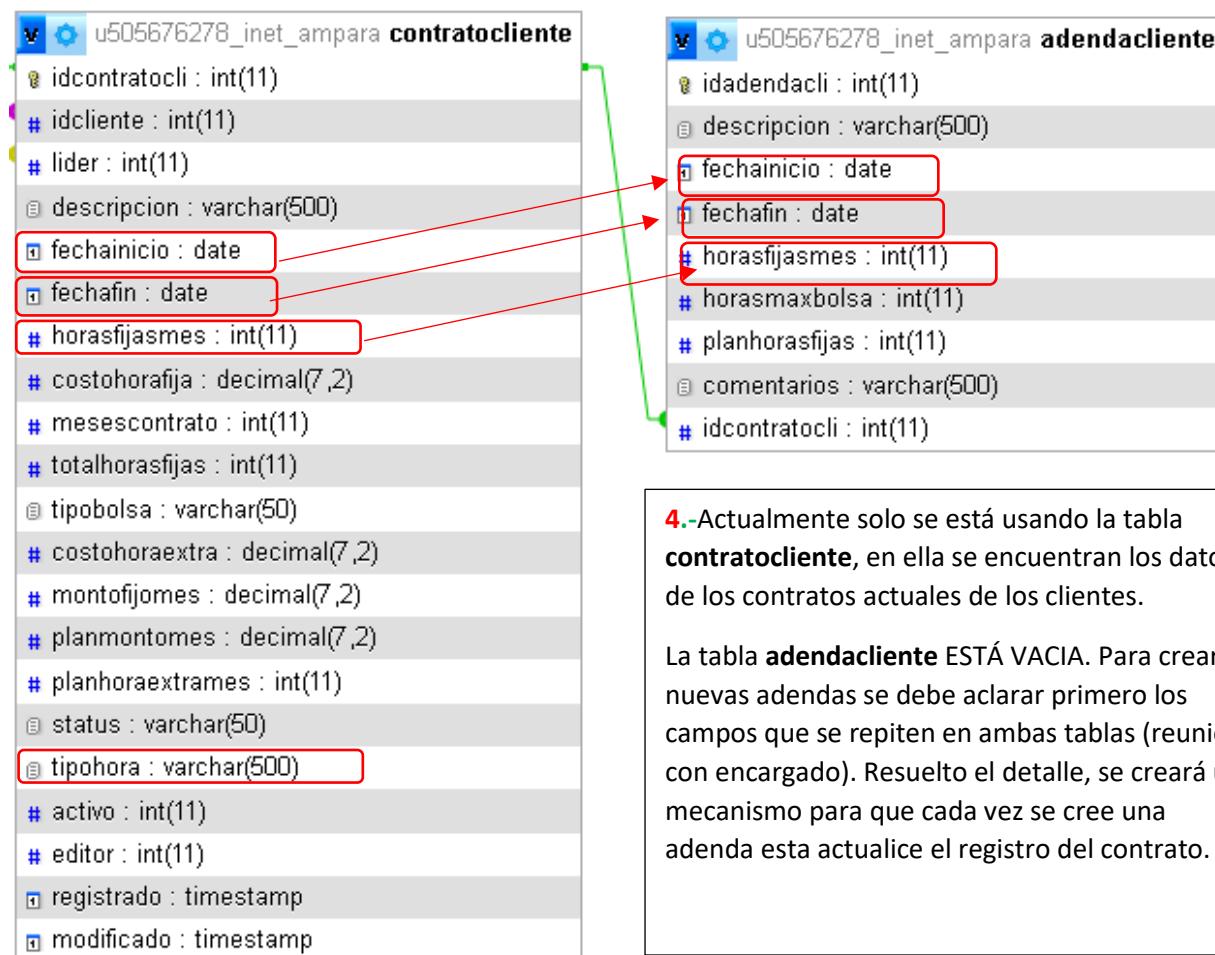 u505676278_inet_ampara contratocliente
idcontratocli : int(11)
idcliente : int(11)
lider : int(11)
descripcion : varchar(500)
fechainicio : date
fechafin : date
horasfijasmes : int(11)
costohorafija : decimal(7,2)
mesescontrato : int(11)
totalhorasfijas : int(11)
tipobolsa : varchar(50)
costohoraextra : decimal(7,2)
montofijomes : decimal(7,2)
planmontomes : decimal(7,2)
planhoraextrames : int(11)
status : varchar(50)
tipohora : varchar(500)
activo : int(11)
editor : int(11)
registrado : timestamp
modificado : timestamp
u505676278_inet_ampara adendacliente
idadendacli : int(11)
descripcion : varchar(500)
fechainicio : date
fechafin : date
horasfijasmes : int(11)
horasmaxbolsa : int(11)
planhorasfijas : int(11)
comentarios : varchar(500)
idcontratocli : int(11)
4.-Actualmente solo se está usando la tabla
contratocliente, en ella se encuentran los dato
de los contratos actuales de los clientes.
La tabla adendacliente ESTÁ VACIA. Para crear
nuevas adendas se debe aclarar primero los
campos que se repiten en ambas tablas (reuni
con encargado). Resuelto el detalle, se creará
mecanismo para que cada vez se cree una
adenda esta actualice el registro del contrato.